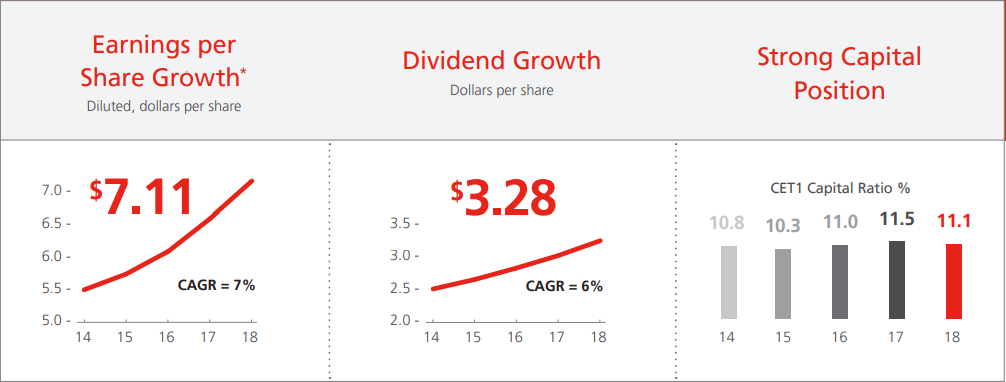 Earnings per
Share Growth*
Diluted, dollars per share
Dividend Growth
Dollars per share
Strong Capital
Position
$7.11
7.0 -
6.5 -
6.0 -
5.5 -
5.0 -
CAGR = 7%
14 15 16 17 18
$3.28
3.5 -
3.0 -
2.5 -
2.0 -
CAGR = 6%
14 15 16 17 18
CET1 Capital Ratio %
10.8 10.3 11.0 11.5 11.1
14 15 16 17 18